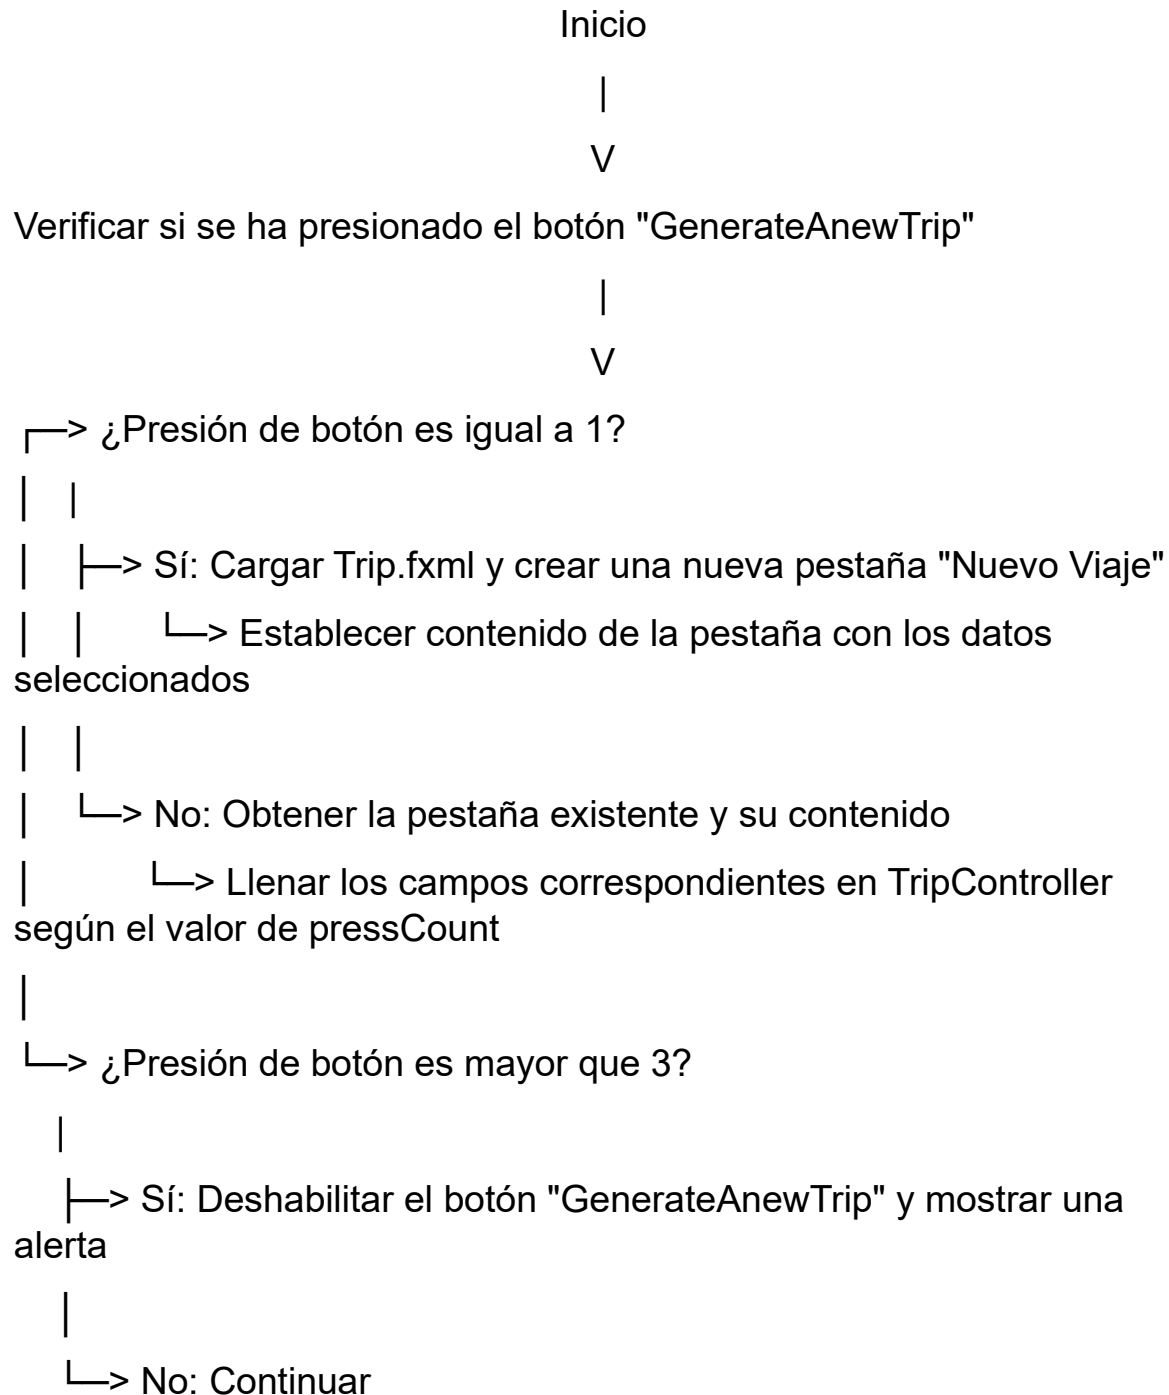 Inicio
|
V
Verificar si se ha presionado el botón "GenerateAnewTrip"
|
V
┌─> ¿Presión de botón es igual a 1?
│ |
│ ├─> Sí: Cargar Trip.fxml y crear una nueva pestaña "Nuevo Viaje"
│ │ └─> Establecer contenido de la pestaña con los datos
seleccionados
│ │
│ └─> No: Obtener la pestaña existente y su contenido
│ └─> Llenar los campos correspondientes en TripController
según el valor de pressCount
│
└─> ¿Presión de botón es mayor que 3?
|
├─> Sí: Deshabilitar el botón "GenerateAnewTrip" y mostrar una
alerta
│
└─> No: Continuar